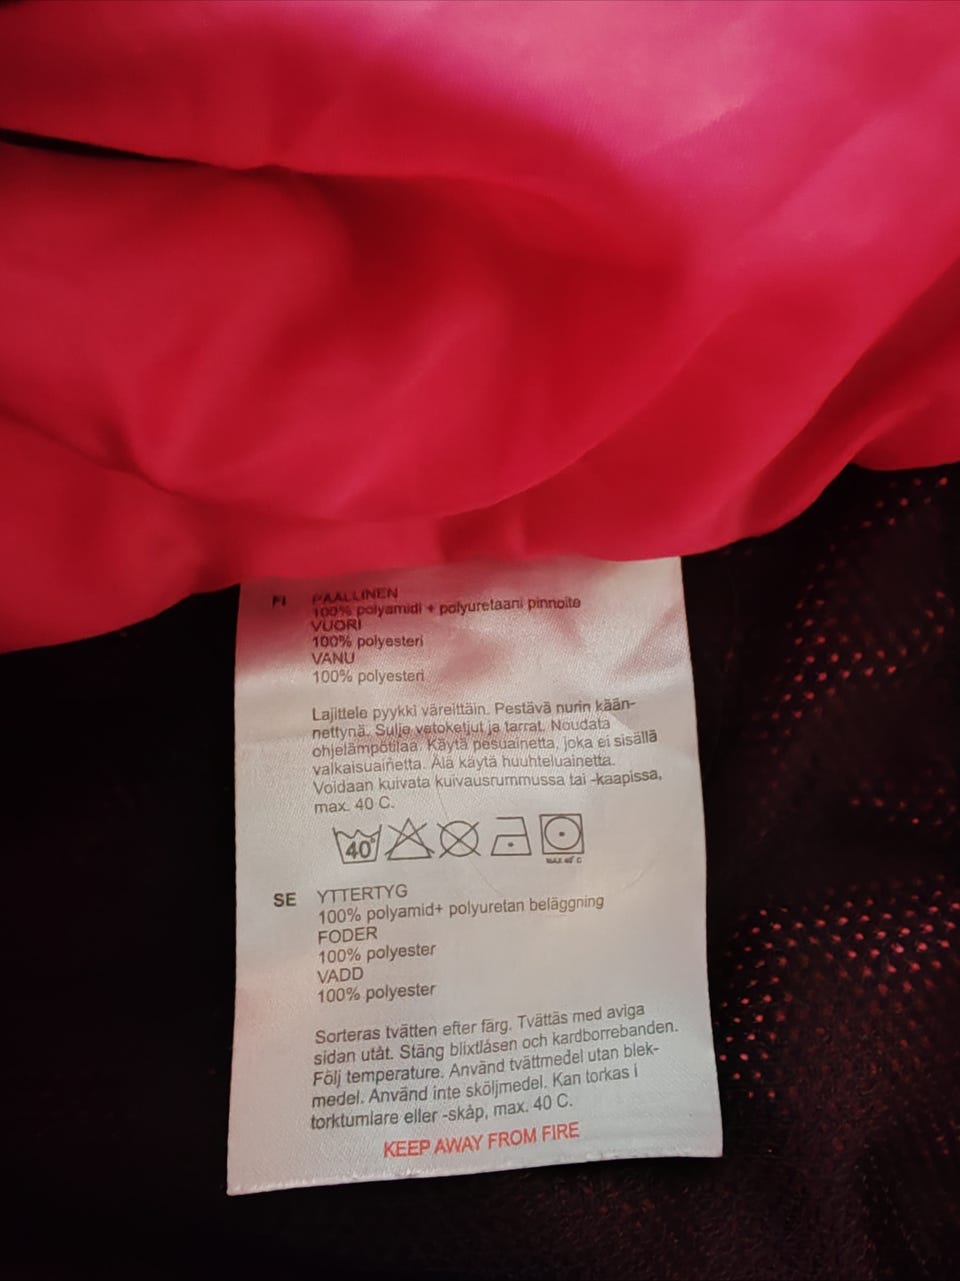 FI PÄÄLLINEN
100% polyamidi + polyuretaani pinnoite
VUORI
100% polyesteri
VANU
100% polyesteri
Lajittele pyykki väreittäin. Pestävä nurin kään-
nettynä. Sulje vetoketjut ja tarrat. Noudata
ohjelämpötilaa. Käytä pesuainetta, joka ei sisällä
valkaisuainetta. Älä käytä huuhteluainetta.
Voidaan kuivata kuivausrummussa tai -kaapissa,
max. 40 C.
40°
MAX 40° C
SE YTTERTYG
100% polyamid+ polyuretan beläggning
FODER
100% polyester
VADD
100% polyester
Sorteras tvätten efter färg. Tvättäs med aviga
sidan utåt. Stäng blixtlåsen och kardborrebanden.
Följ temperature. Använd tvättmedel utan blek-
medel. Använd inte sköljmedel. Kan torkas i
torktumlare eller -skåp, max. 40 C.
KEEP AWAY FROM FIRE